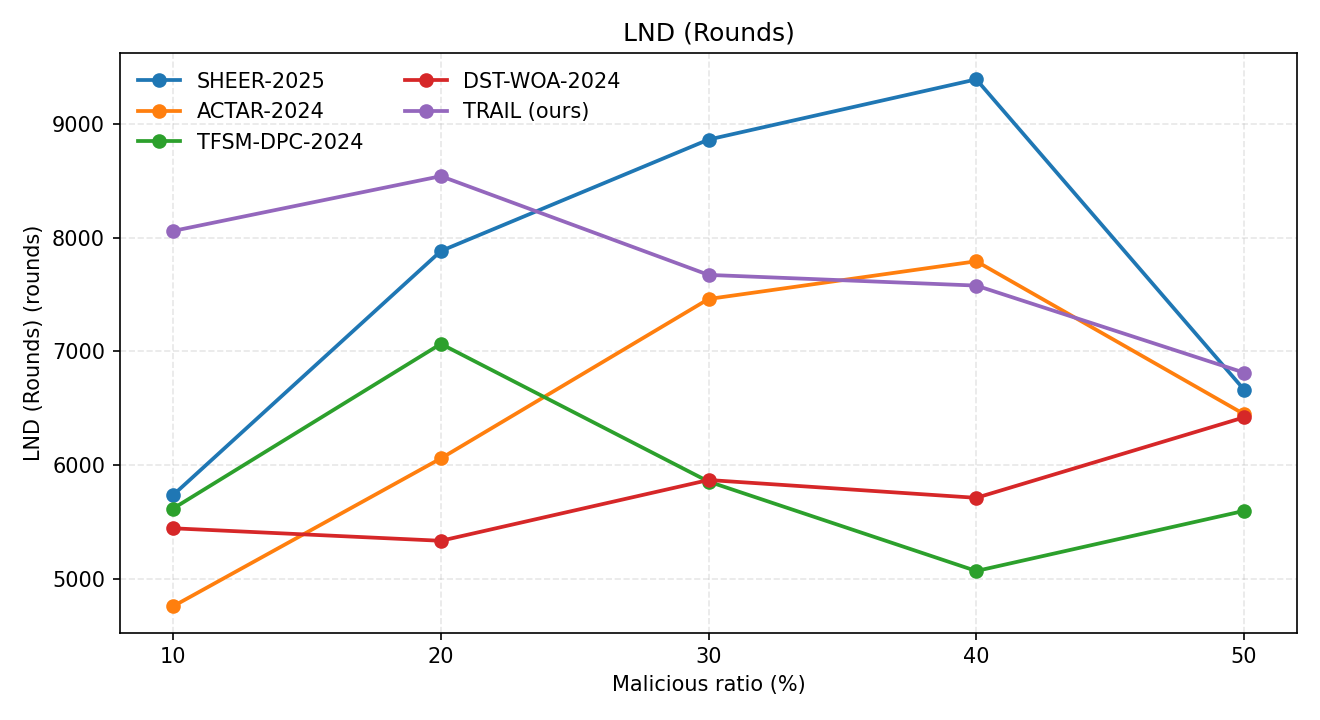 LND (Rounds)
SHEER-2025
ACTAR-2024
TFSM-DPC-2024
DST-WOA-2024
TRAIL (ours)
LND (Rounds) (rounds)
9000
8000
7000
6000
5000
10 20 30 40 50
Malicious ratio (%)